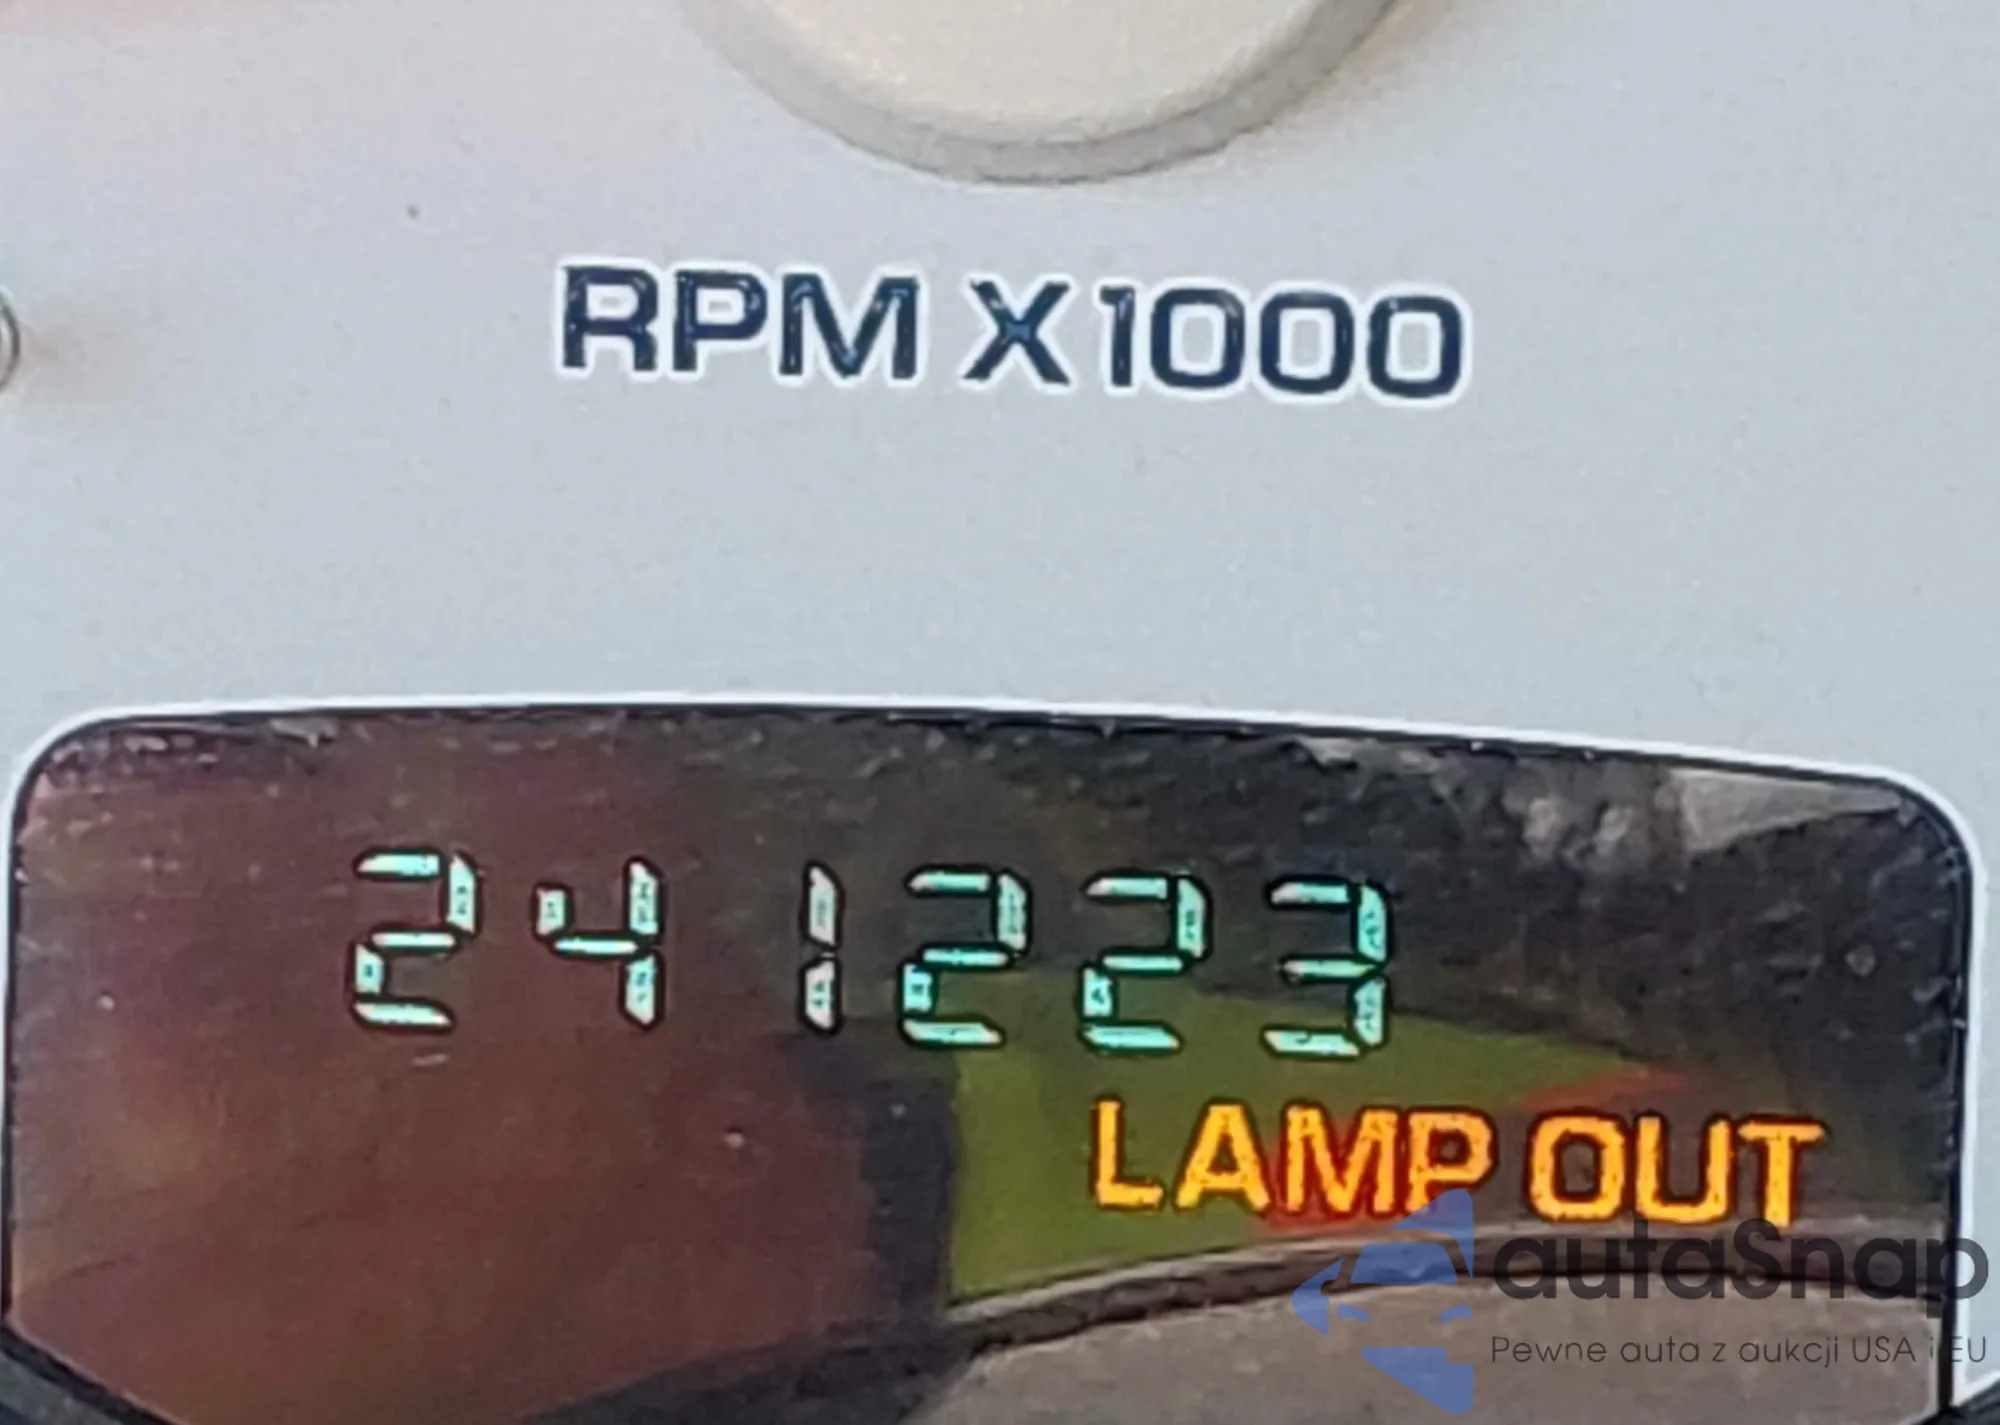 RPM X1000
241223
LAMP OUT
autaSnap
Pewne auta z aukcji USA i EU